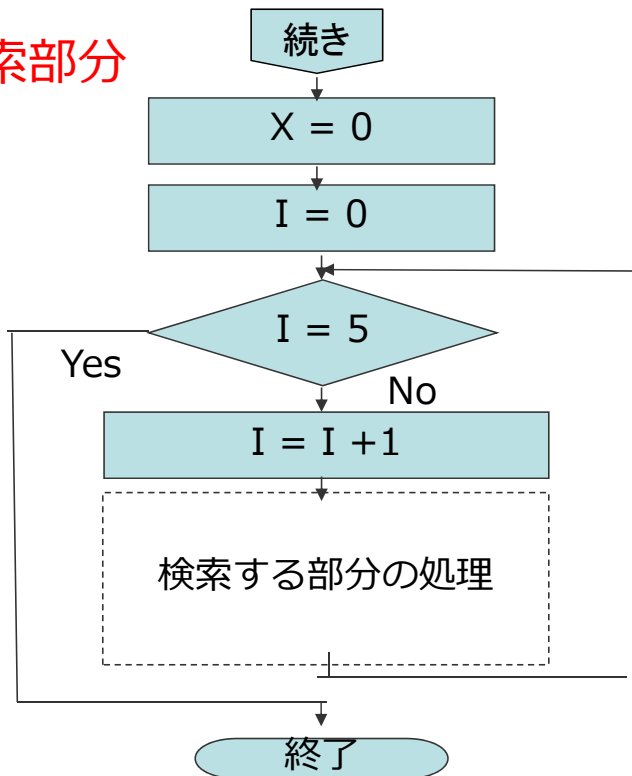 索部分
続き
X = 0
I = 0
I = 5
Yes
No
I = I +1
検索する部分の処理
終了